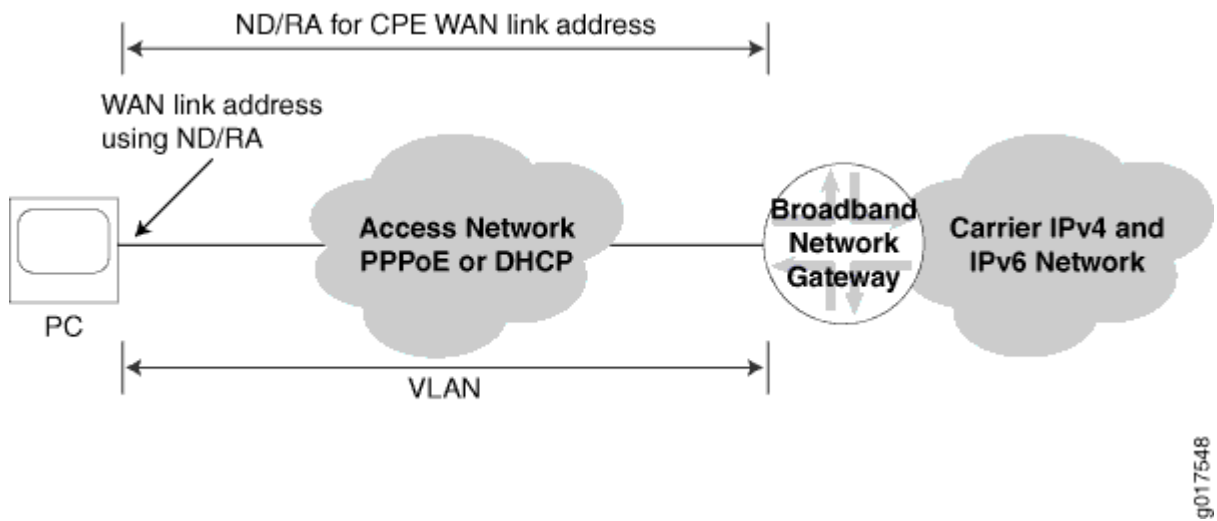 ND/RA for CPE WAN link address
WAN link address
using ND/RA
Access Network
PPPoE or DHCP
Broadband
Network
Gateway
Carrier IPv4 and
IPv6 Network
PC
VLAN
g017548